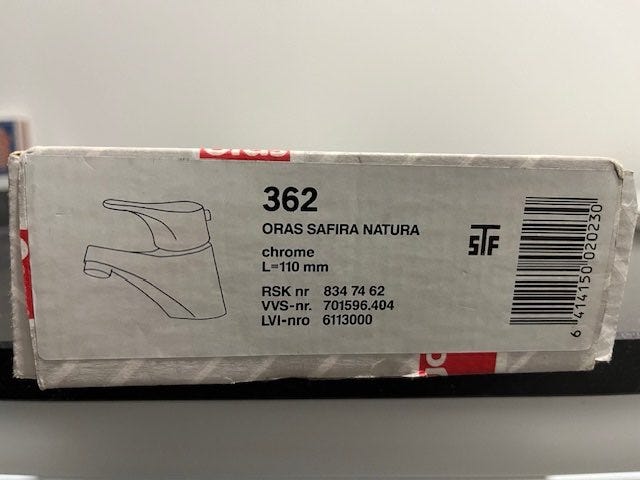 Oras
362
ORAS SAFIRA NATURA
chrome
L=110 mm
RSK nr 834 74 62
VVS-nr. 701596.404
LVI-nro 6113000
STF
6 414150 020230